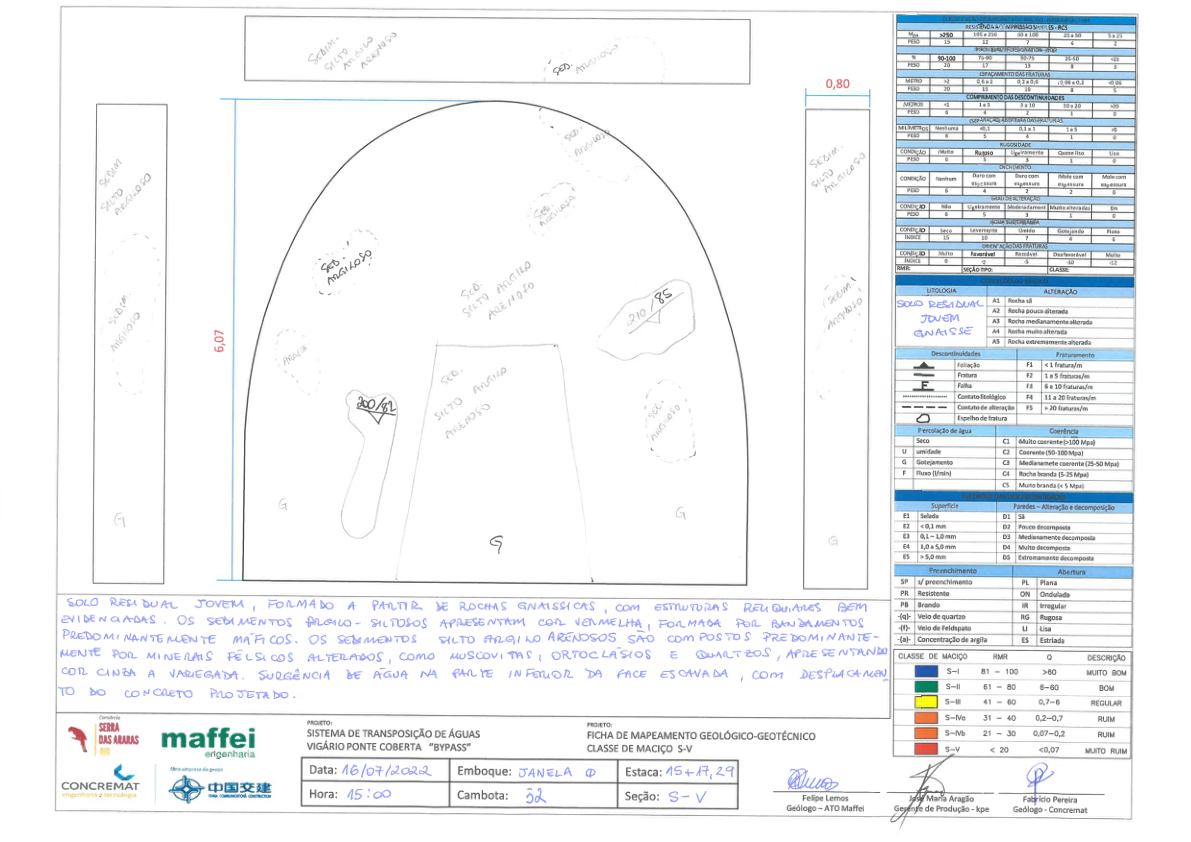 SEDIM. SILTO ARGILO ARENOSO
SED. ARGILOSO
0,80
6,07
SEDIM. SILTO ARENOSO
SEDIM. ARGILOSO
G
SED. ARGILOSO
SED. ARGILOSO
SED. ARGILOSO
SED. SILTO ARGILO ARENOSO
210/85
200/82
SED. SILTO ARGILO ARENOSO
SED. ARGILOSO
G
G
G
SEDIM. SILTO ARGILOSO
SEDIM. ARGILOSO
G
RESISTÊNCIA À COMPRESSÃO SIMPLES - RCS
MPa >250 100 a 250 50 a 100 25 a 50 5 a 25
PESO 15 12 7 4 2
% 90-100 75-90 50-75 25-50 <25
PESO 20 17 13 8 3
ESPAÇAMENTO DAS FRATURAS
METRO >2 0,6 a 2 0,2 a 0,6 0,06 a 0,2 <0,06
PESO 20 15 10 8 5
COMPRIMENTO DAS DESCONTINUIDADES
METROS <1 1 a 3 3 a 10 10 a 20 >20
PESO 6 4 2 1 0
MILÍMETROS Nenhuma <0,1 0,1 a 1 1 a 5 >5
PESO 6 5 4 1 0
RUGOSIDADE
CONDIÇÃO Muito Rugoso Ligeiramente Quase liso Liso
PESO 6 5 3 1 0
ENCHIMENTO
CONDIÇÃO Nenhum Duro com espessura Duro com espessura Mole com espessura Mole com espessura
PESO 6 4 2 2 0
GRAU DE ALTERAÇÃO
CONDIÇÃO Não Ligeiramente Moderadament Muito alteradas Em
PESO 6 5 3 1 0
ÁGUA SUBTERRÂNEA
CONDIÇÃO Seco Levemente Úmido Gotejando Fluxo
ÍNDICE 15 10 7 4 0
ORIENTAÇÃO DAS FRATURAS
CONDIÇÃO Muito Favorável Razoável Desfavorável Muito
ÍNDICE 0 -2 -5 -10 -12
RMR: SEÇÃO TIPO: CLASSE:
LITOLOGIA ALTERAÇÃO
SOLO RESIDUAL JOVEM GNAISSE
A1 Rocha sã
A2 Rocha pouco alterada
A3 Rocha medianamente alterada
A4 Rocha muito alterada
A5 Rocha extremamente alterada
Descontinuidades Fraturamento
Foliação F1 < 1 fratura/m
Fratura F2 1 a 5 fraturas/m
F Falha F3 6 a 10 fraturas/m
Contato litológico F4 11 a 20 fraturas/m
Contato de alteração F5 > 20 fraturas/m
Espelho de fratura
Percolação de água Coerência
Seco C1 Muito coerente (>100 Mpa)
U umidade C2 Coerente (50-100 Mpa)
G Gotejamento C3 Medianamete coerente (25-50 Mpa)
F Fluxo (l/min) C4 Rocha branda (5-25 Mpa)
C5 Muito branda (< 5 Mpa)
Superfície Paredes – Alteração e decomposição
E1 Selada D1 Sã
E2 < 0,1 mm D2 Pouco decomposta
E3 0,1 – 1,0 mm D3 Medianamente decomposta
E4 1,0 a 5,0 mm D4 Muito decomposta
E5 > 5,0 mm D5 Extremamente decomposta
Preenchimento Abertura
SP s/ preenchimento PL Plana
PR Resistente ON Ondulada
PB Brando IR Irregular
-(q)- Veio de quartzo RG Rugosa
-(f)- Veio de Feldspato LI Lisa
-(a)- Concentração de argila ES Estriada
CLASSE DE MACIÇO RMR Q DESCRIÇÃO
S-I 81 - 100 >60 MUITO BOM
S-II 61 - 80 6-60 BOM
S-III 41 - 60 0,7-6 REGULAR
S-IVa 31 - 40 0,2-0,7 RUIM
S-IVb 21 - 30 0,07-0,2 RUIM
S-V < 20 <0,07 MUITO RUIM
SOLO RESIDUAL JOVEM, FORMADO A PARTIR DE ROCHAS GNAISSICAS, COM ESTRUTURAS RELIQUIARES BEM
EVIDENCIADAS. OS SEDIMENTOS ARGILO-SILTOSOS APRESENTAM COR VERMELHA, FORMADA POR BANDAMENTOS
PREDOMINANTEMENTE MÁFICOS. OS SEDIMENTOS SILTO ARGILO ARENOSOS SÃO COMPOSTOS PREDOMINANTE-
MENTE POR MINERAIS FÉLSICOS ALTERADOS, COMO MUSCOVITAS, ORTOCLÁSIOS E QUARTZOS, APRESENTANDO
COR CINZA A VARIEGADA. SURGÊNCIA DE ÁGUA NA PARTE INFERIOR DA FACE ESCAVADA, COM DESPLACAMEN-
TO DO CONCRETO PROJETADO.
Consórcio
SERRA DAS ARARAS
RIO
maffei
engenharia
CONCREMAT
engenharia e tecnologia
Uma empresa do grupo
中国交建
CHINA COMMUNICATIONS CONSTRUCTION
PROJETO:
SISTEMA DE TRANSPOSIÇÃO DE ÁGUAS
VIGÁRIO PONTE COBERTA "BYPASS"
PROJETO:
FICHA DE MAPEAMENTO GEOLÓGICO-GEOTÉCNICO
CLASSE DE MACIÇO S-V
Data: 16/07/2022 Emboque: JANELA Φ Estaca: 15+17,29
Hora: 15:00 Cambota: 52 Seção: S-V
Felipe Lemos
Geólogo – ATO Maffei
José Maria Aragão
Gerente de Produção - kpe
Fabrício Pereira
Geólogo - Concremat